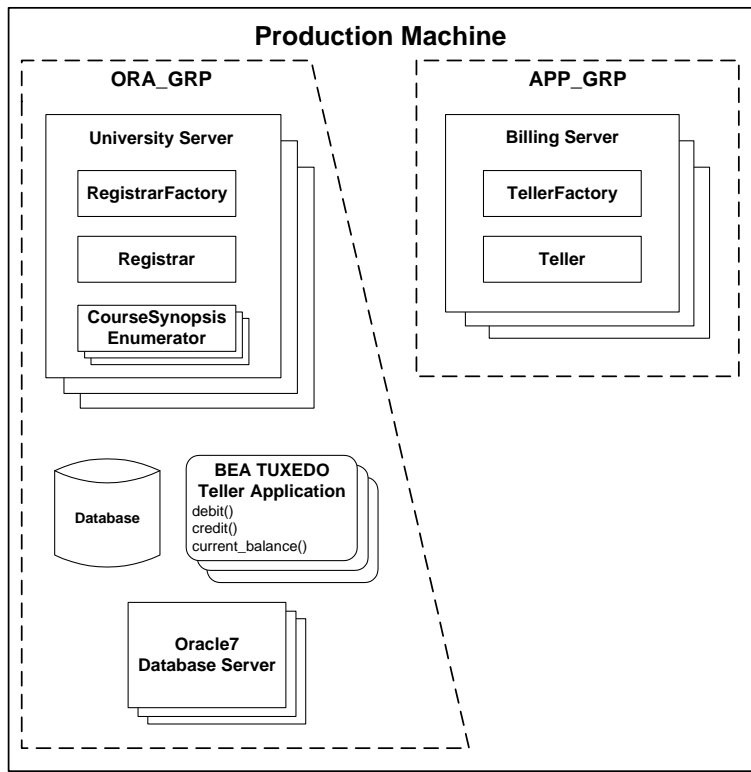 Production Machine
ORA_GRP
University Server
RegistrarFactory
Registrar
CourseSynopsis
Enumerator
Database
BEA TUXEDO
Teller Application
debit()
credit()
current_balance()
Oracle7
Database Server
APP_GRP
Billing Server
TellerFactory
Teller